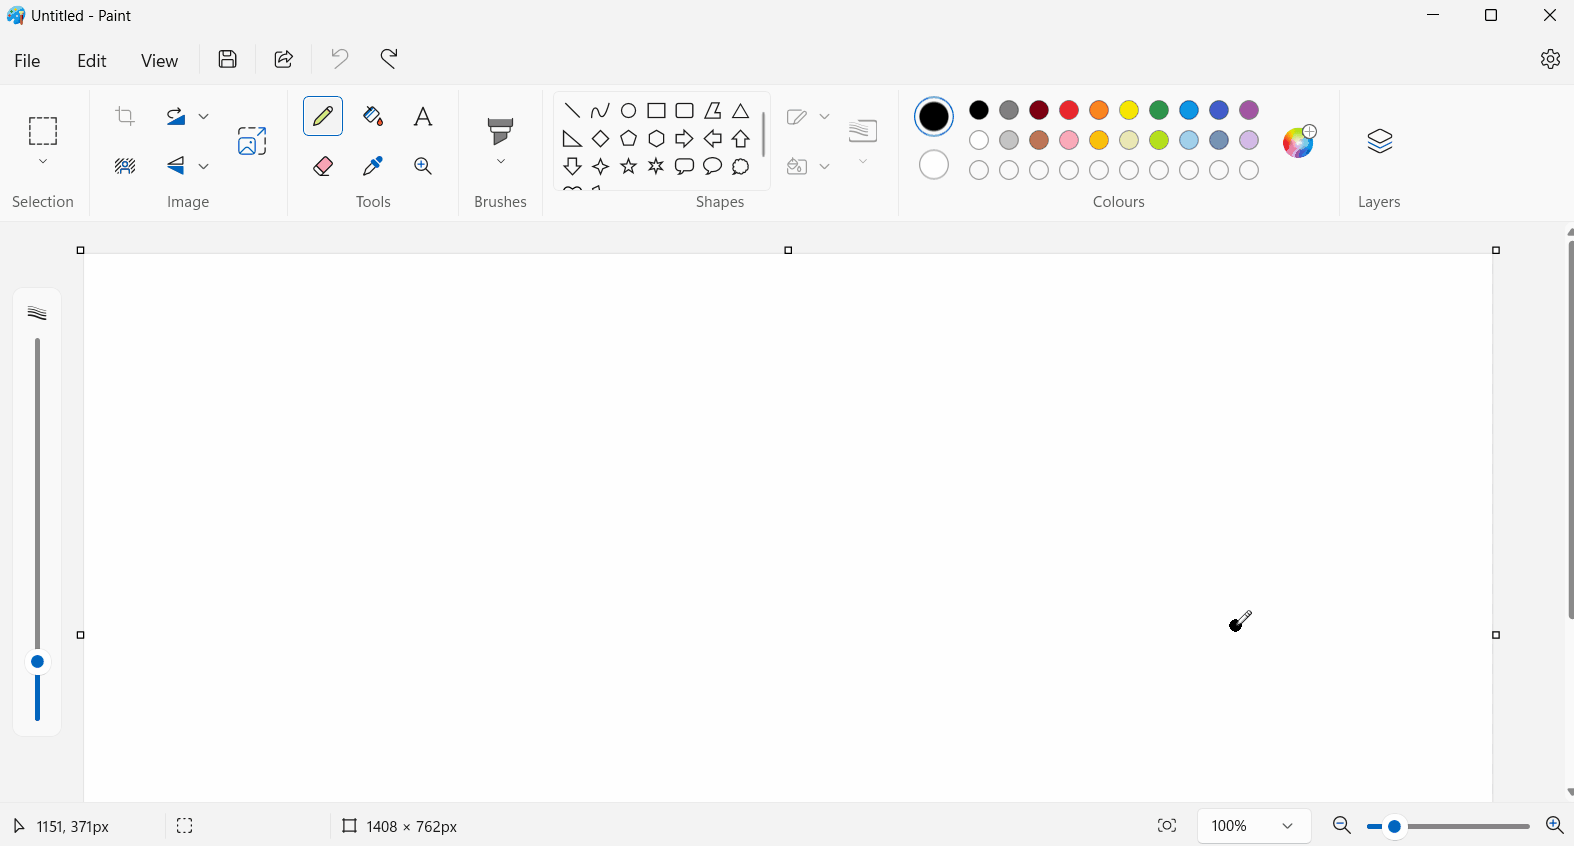 Untitled - Paint
File Edit View
Selection Image Tools Brushes Shapes Colours Layers
1151, 371px 1408 × 762px 100%